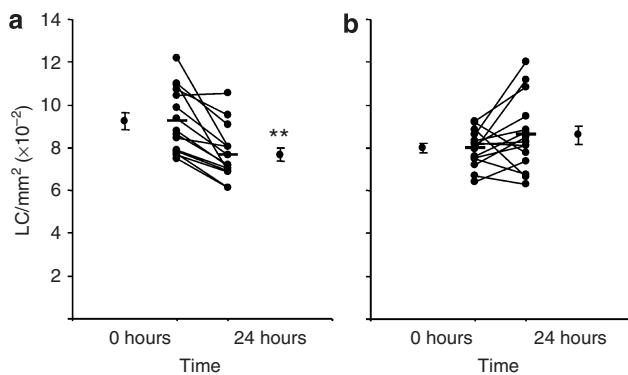 a
b
14
12
10
8
6
4
2
LC/mm² (×10⁻²)
**
0 hours
24 hours
Time
0 hours
24 hours
Time